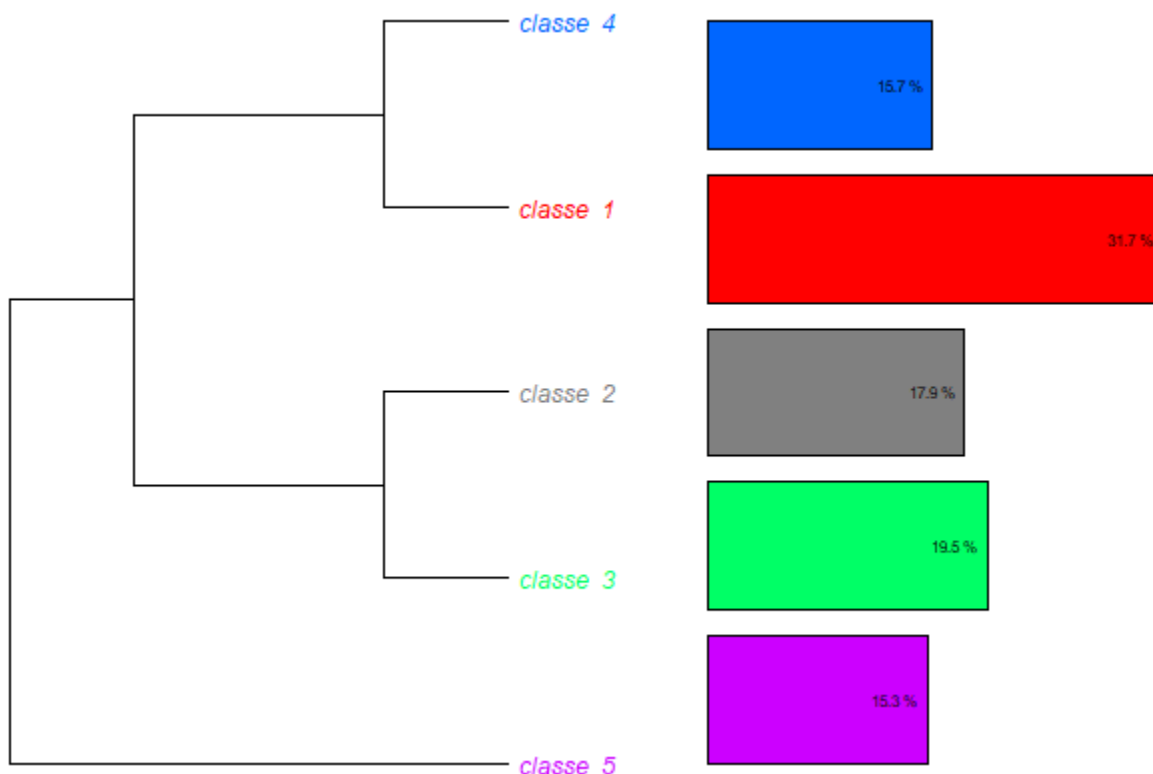 classe 4
15.7 %
classe 1
31.7 %
classe 2
17.9 %
classe 3
19.5 %
classe 5
15.3 %